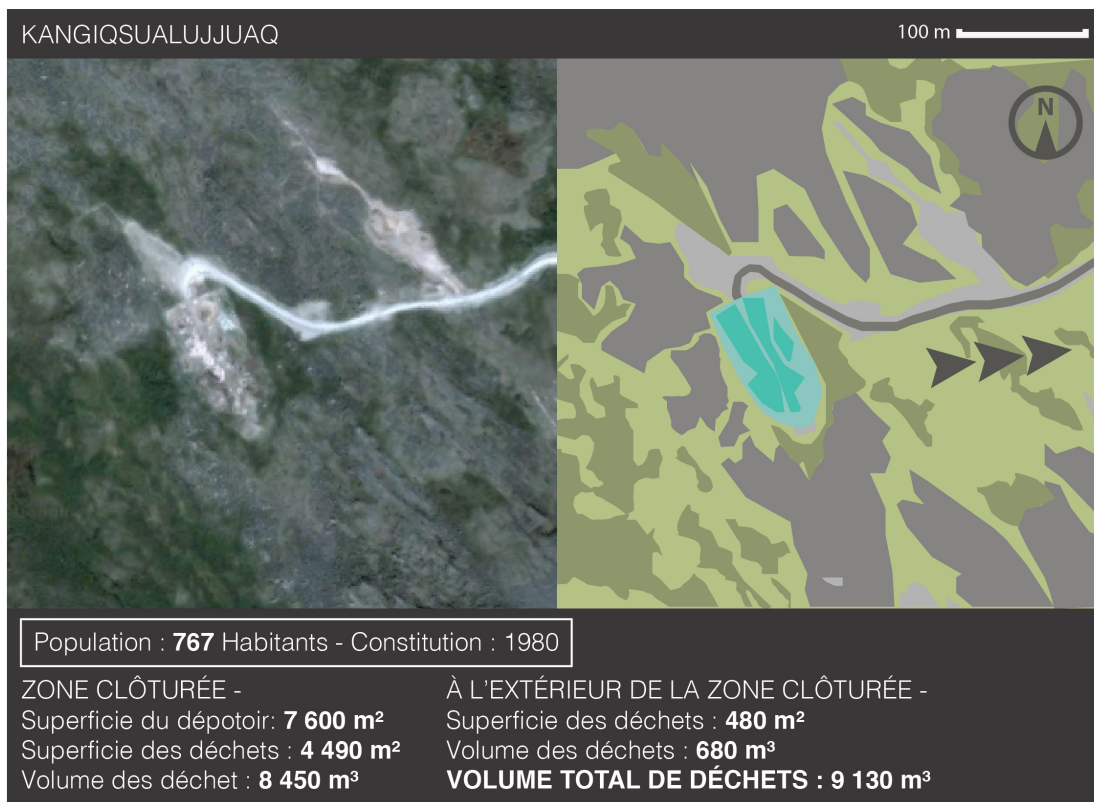 KANGIQSUALUJJUAQ
100 m
N
Population : 767 Habitants - Constitution : 1980
ZONE CLÔTURÉE -
Superficie du dépotoir: 7 600 m²
Superficie des déchets : 4 490 m²
Volume des déchet : 8 450 m³
À L’EXTÉRIEUR DE LA ZONE CLÔTURÉE -
Superficie des déchets : 480 m²
Volume des déchets : 680 m³
VOLUME TOTAL DE DÉCHETS : 9 130 m³